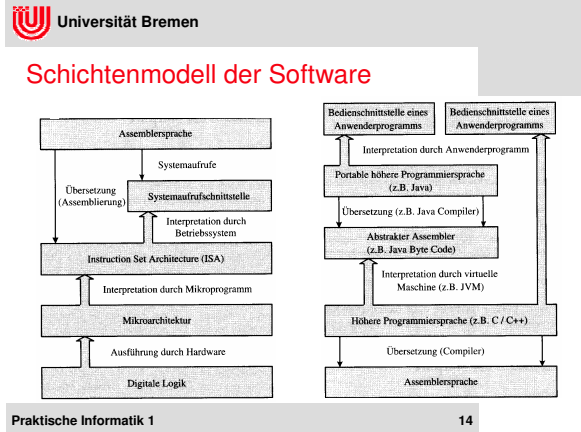 Universität Bremen
Schichtenmodell der Software
Assemblersprache
Systemaufrufe
Übersetzung
(Assemblierung)
Systemaufrufschnittstelle
Interpretation durch
Betriebssystem
Instruction Set Architecture (ISA)
Interpretation durch Mikroprogramm
Mikroarchitektur
Ausführung durch Hardware
Digitale Logik
Bedienschnittstelle eines
Anwenderprogramms
Bedienschnittstelle eines
Anwenderprogramms
Interpretation durch Anwenderprogramm
Portable höhere Programmiersprache
(z.B. Java)
Übersetzung (z.B. Java Compiler)
Abstrakter Assembler
(z.B. Java Byte Code)
Interpretation durch virtuelle
Maschine (z.B. JVM)
Höhere Programmiersprache (z.B. C / C++)
Übersetzung (Compiler)
Assemblersprache
Praktische Informatik 1
14